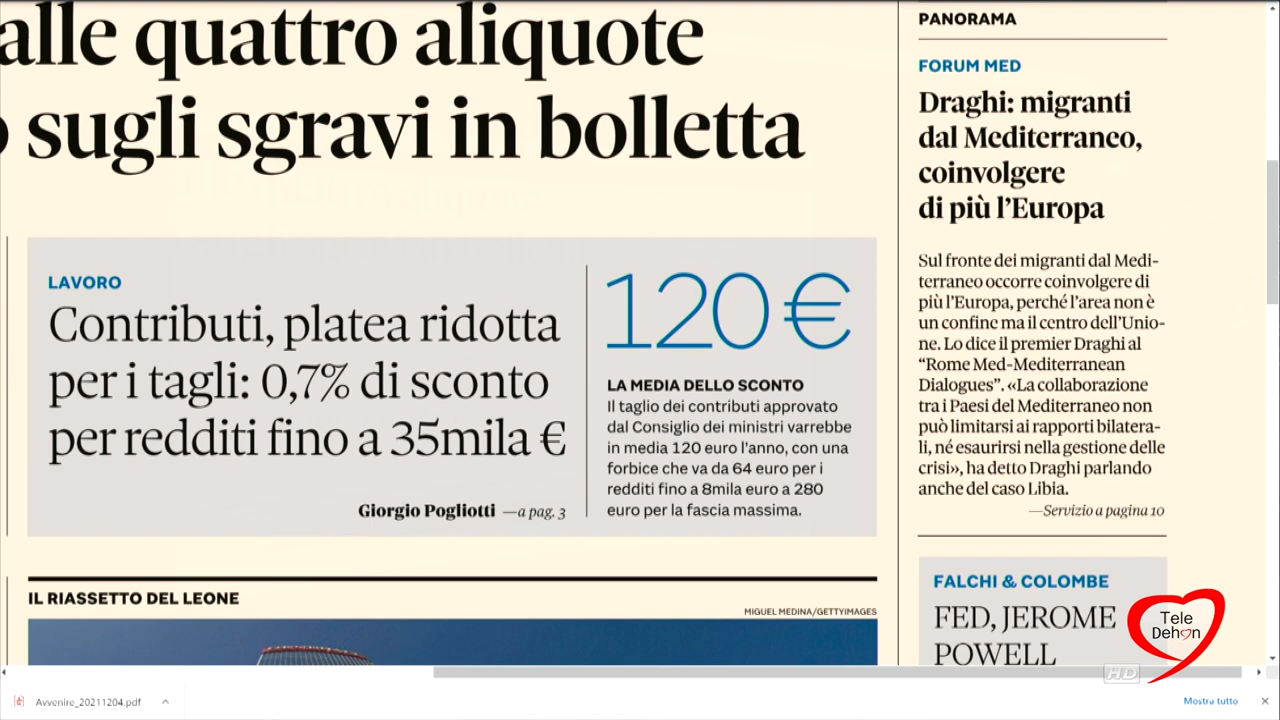 alle quattro aliquote
sugli sgravi in bolletta
LAVORO
Contributi, platea ridotta
per i tagli: 0,7% di sconto
per redditi fino a 35mila €
Giorgio Pogliotti —a pag. 3
120 €
LA MEDIA DELLO SCONTO
Il taglio dei contributi approvato
dal Consiglio dei ministri varrebbe
in media 120 euro l’anno, con una
forbice che va da 64 euro per i
redditi fino a 8mila euro a 280
euro per la fascia massima.
IL RIASSETTO DEL LEONE
MIGUEL MEDINA/GETTYIMAGES
PANORAMA
FORUM MED
Draghi: migranti
dal Mediterraneo,
coinvolgere
di più l’Europa
Sul fronte dei migranti dal Medi-
terraneo occorre coinvolgere di
più l’Europa, perché l’area non è
un confine ma il centro dell’Unio-
ne. Lo dice il premier Draghi al
“Rome Med-Mediterranean
Dialogues”. «La collaborazione
tra i Paesi del Mediterraneo non
può limitarsi ai rapporti bilatera-
li, né esaurirsi nella gestione delle
crisi», ha detto Draghi parlando
anche del caso Libia.
—Servizio a pagina 10
FALCHI & COLOMBE
FED, JEROME
POWELL
Tele
Dehon
HD
Avvenire_20211204.pdf
Mostra tutto